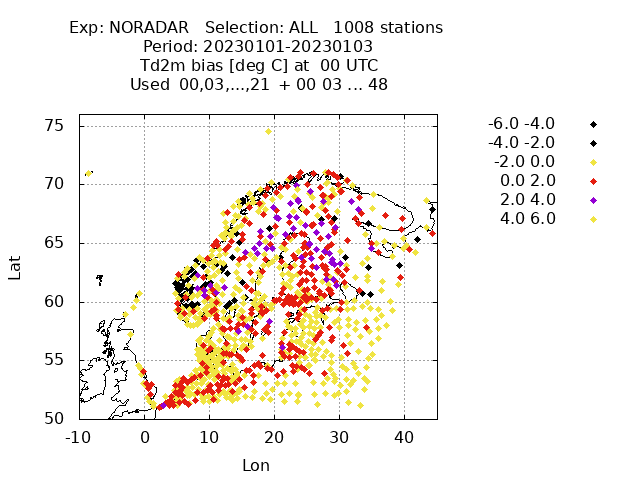 Exp: NORADAR   Selection: ALL   1008 stations
Period: 20230101-20230103
Td2m bias [deg C] at  00 UTC
Used  00,03,...,21  + 00 03 ... 48
-6.0 -4.0
-4.0 -2.0
-2.0 0.0
0.0 2.0
2.0 4.0
4.0 6.0
Lat
75
70
65
60
55
50
-10 0 10 20 30 40
Lon